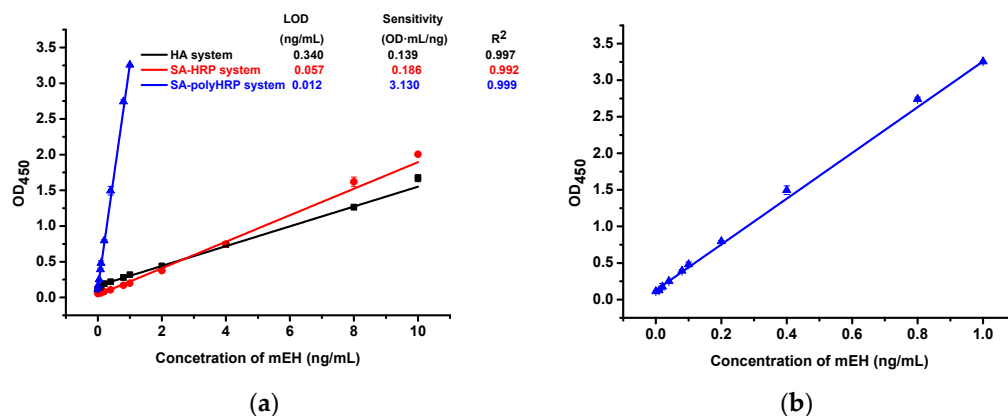 LOD Sensitivity
(ng/mL) (OD·mL/ng) R2
HA system 0.340 0.139 0.997
SA-HRP system 0.057 0.186 0.992
SA-polyHRP system 0.012 3.130 0.999
3.5
3.0
2.5
2.0
1.5
1.0
0.5
0.0
OD450
0 2 4 6 8 10
Concetration of mEH (ng/mL)
(a)
3.5
3.0
2.5
2.0
1.5
1.0
0.5
0.0
OD450
0.0 0.2 0.4 0.6 0.8 1.0
Concentration of mEH (ng/mL)
(b)